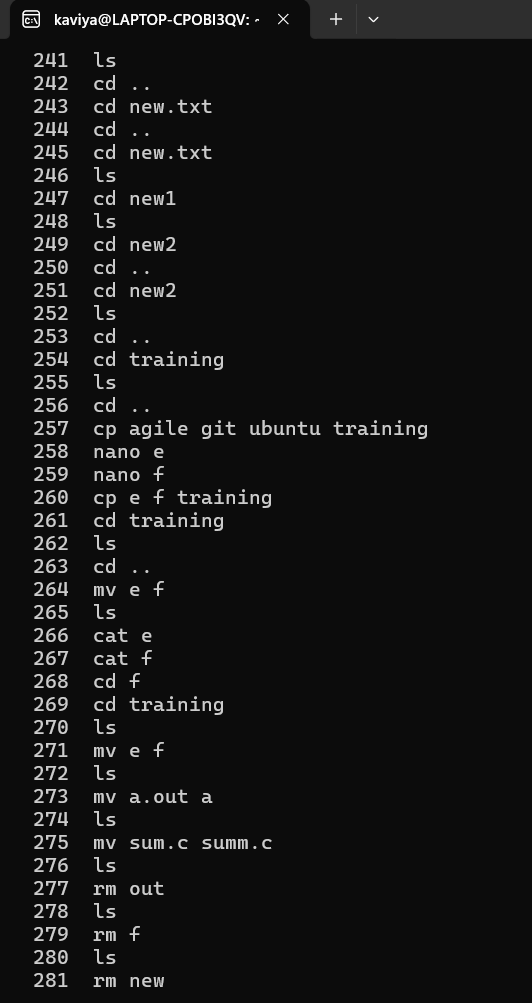 kaviya@LAPTOP-CPOBI3QV: ~
241 ls
242 cd ..
243 cd new.txt
244 cd ..
245 cd new.txt
246 ls
247 cd new1
248 ls
249 cd new2
250 cd ..
251 cd new2
252 ls
253 cd ..
254 cd training
255 ls
256 cd ..
257 cp agile git ubuntu training
258 nano e
259 nano f
260 cp e f training
261 cd training
262 ls
263 cd ..
264 mv e f
265 ls
266 cat e
267 cat f
268 cd f
269 cd training
270 ls
271 mv e f
272 ls
273 mv a.out a
274 ls
275 mv sum.c summ.c
276 ls
277 rm out
278 ls
279 rm f
280 ls
281 rm new